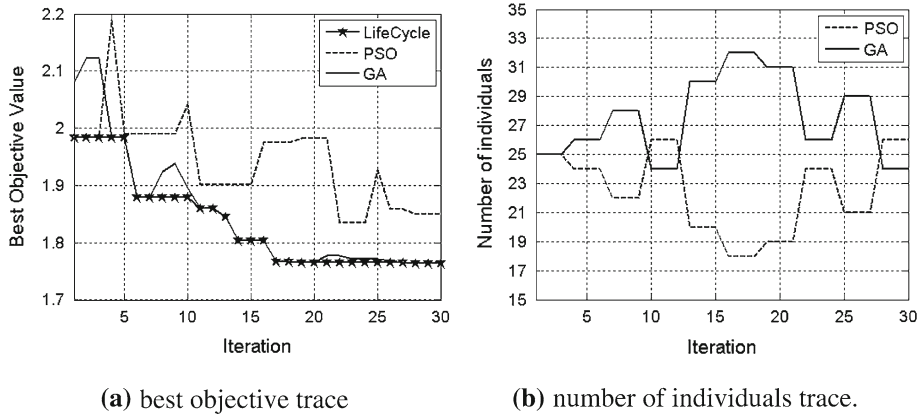 2.2
2.1
2
1.9
1.8
1.7
Best Objective Value
LifeCycle
PSO
GA
5 10 15 20 25 30
Iteration
(a) best objective trace
35
33
31
29
27
25
23
21
19
17
15
Number of individuals
PSO
GA
5 10 15 20 25 30
Iteration
(b) number of individuals trace.